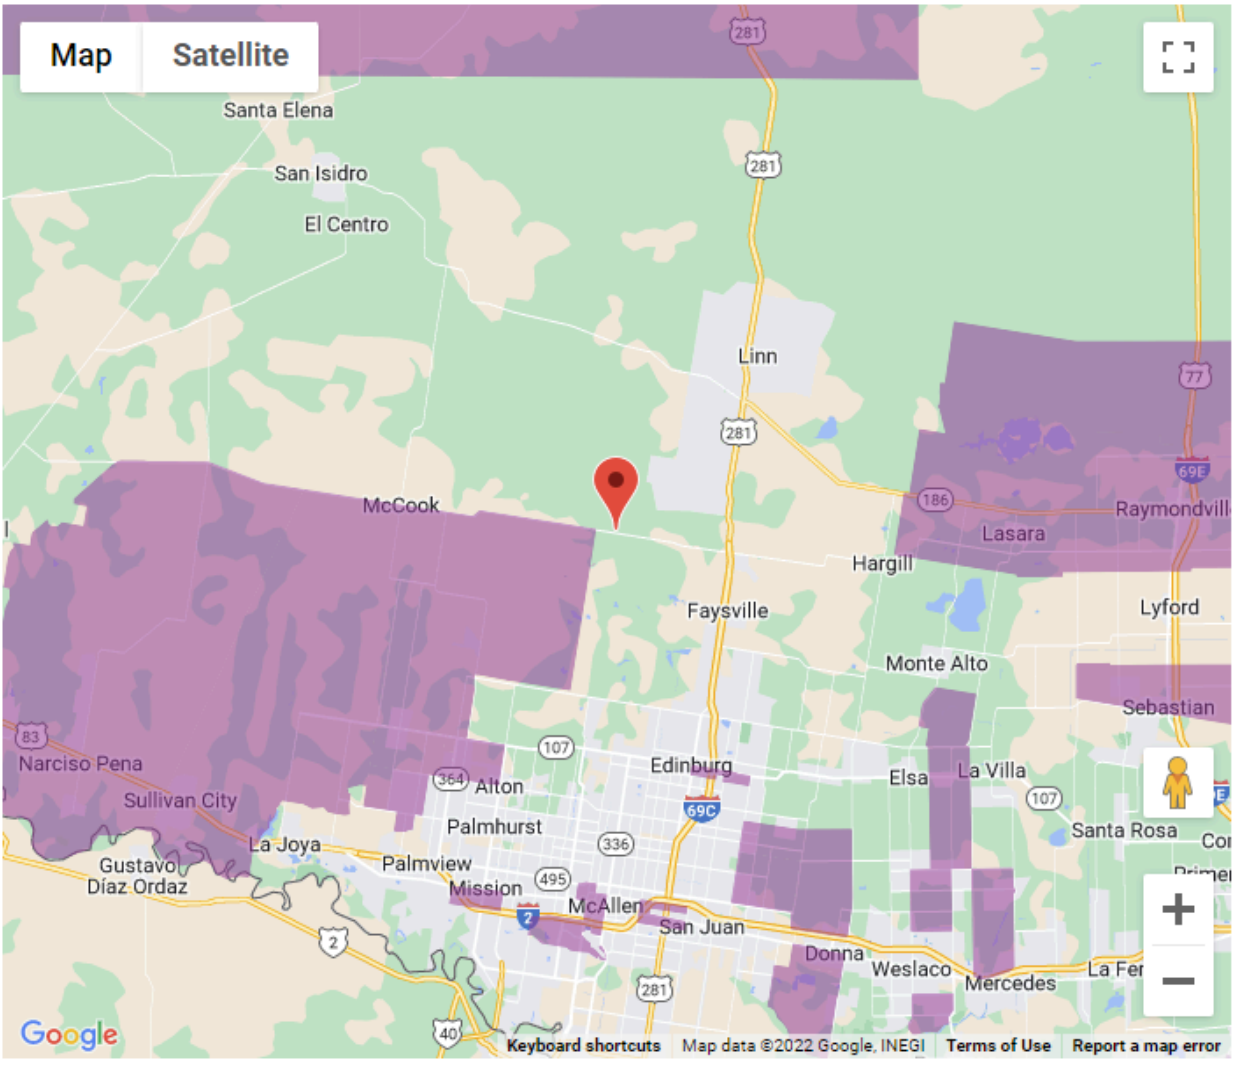 281
Map
Satellite
Santa Elena
281
San Isidro
El Centro
Linn
77
281
69E
McCook
186
Raymondvill
Lasara
Hargill
Faysville
Lyford
Monte Alto
Sebastian
83
107
Narciso Pena
Edinburg
364
Alton
Elsa
La Villa
107
E
Sullivan City
69C
Palmhurst
Santa Rosa
La Joya
336
Col
Gustavo
Díaz Ordaz
Palmview
495
Primer
Mission
McAllen
2
San Juan
2
Donna
Weslaco
La Fer
Mercedes
281
40
Google
Keyboard shortcuts
Map data ©2022 Google, INEGI
Terms of Use
Report a map error